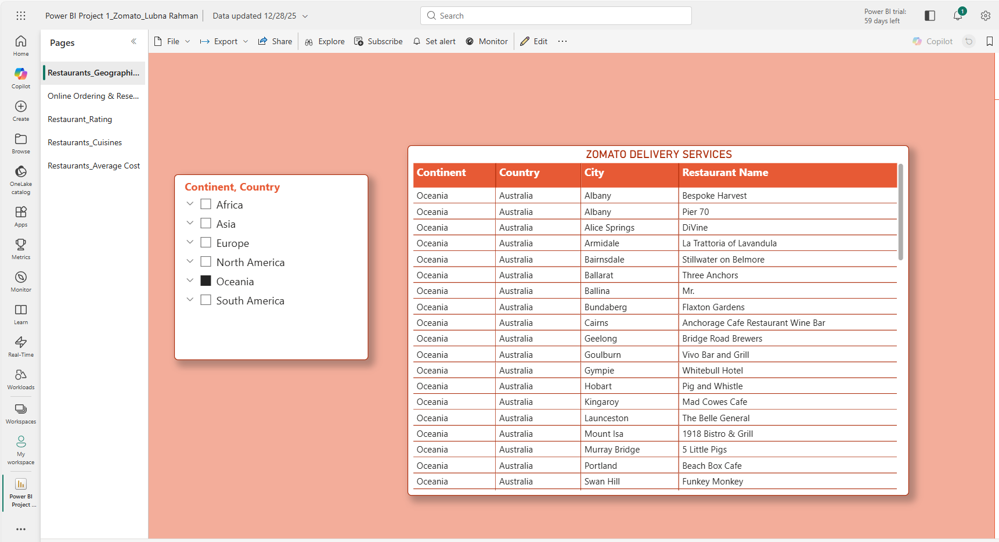 Power BI Project 1_Zomato_Lubna Rahman
Data updated 12/28/25
Search
Power BI trial:
59 days left
1
Home
Copilot
Create
Browse
OneLake
catalog
Apps
Metrics
Monitor
Learn
Real-Time
Workloads
Workspaces
My
workspace
Power BI
Project ...
Pages
Restaurants_Geographi...
Online Ordering & Rese...
Restaurant_Rating
Restaurants_Cuisines
Restaurants_Average Cost
File
Export
Share
Explore
Subscribe
Set alert
Monitor
Edit
Copilot
Continent, Country
Africa
Asia
Europe
North America
Oceania
South America
ZOMATO DELIVERY SERVICES
Continent Country City Restaurant Name
Oceania Australia Albany Bespoke Harvest
Oceania Australia Albany Pier 70
Oceania Australia Alice Springs DiVine
Oceania Australia Armidale La Trattoria of Lavandula
Oceania Australia Bairnsdale Stillwater on Belmore
Oceania Australia Ballarat Three Anchors
Oceania Australia Ballina Mr.
Oceania Australia Bundaberg Flaxton Gardens
Oceania Australia Cairns Anchorage Cafe Restaurant Wine Bar
Oceania Australia Geelong Bridge Road Brewers
Oceania Australia Goulburn Vivo Bar and Grill
Oceania Australia Gympie Whitebull Hotel
Oceania Australia Hobart Pig and Whistle
Oceania Australia Kingaroy Mad Cowes Cafe
Oceania Australia Launceston The Belle General
Oceania Australia Mount Isa 1918 Bistro & Grill
Oceania Australia Murray Bridge 5 Little Pigs
Oceania Australia Portland Beach Box Cafe
Oceania Australia Swan Hill Funkey Monkey